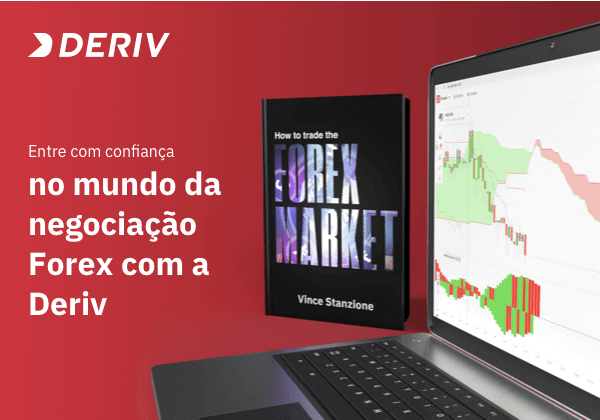 DERIV
Entre com confiança
no mundo da
negociação
Forex com a
Deriv
How to trade the
FOREX
MARKET
Vince Stanzione